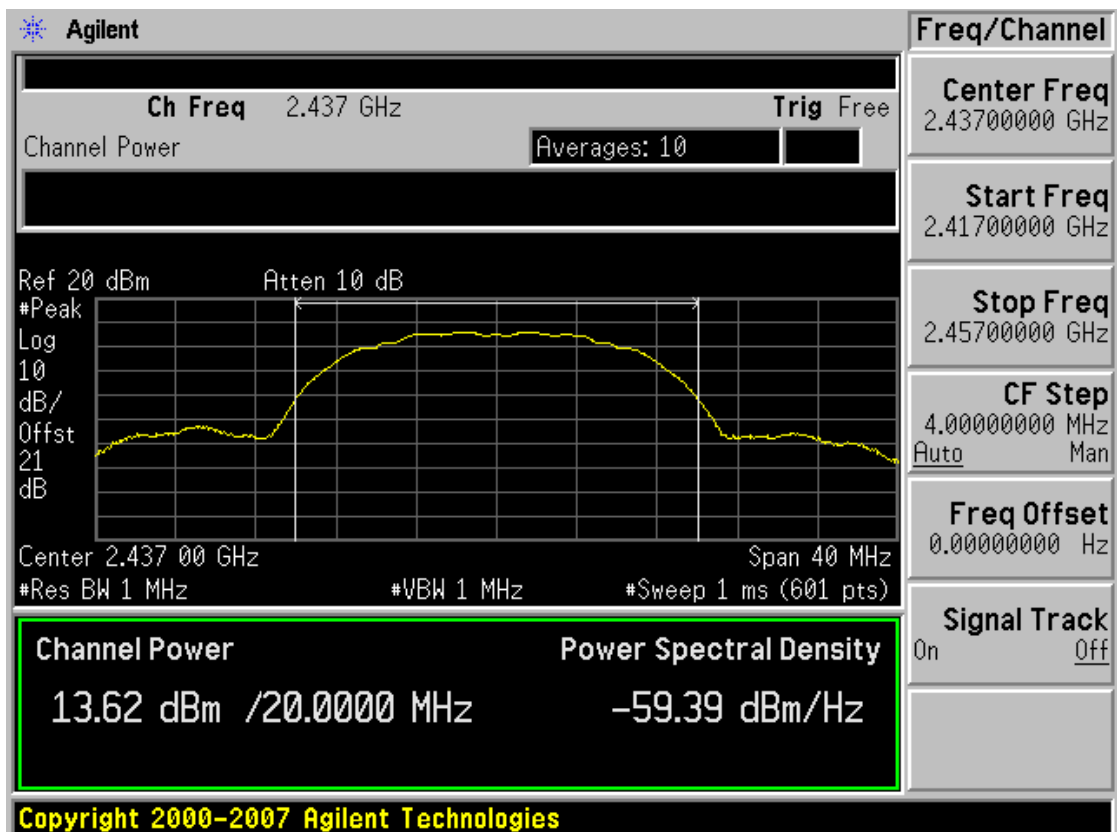 Agilent
Ch Freq 2.437 GHz Trig Free
Channel Power Averages: 10
Ref 20 dBm Atten 10 dB
#Peak
Log
10
dB/
Offst
21
dB
Center 2.437 00 GHz Span 40 MHz
#Res BW 1 MHz #VBW 1 MHz #Sweep 1 ms (601 pts)
Channel Power Power Spectral Density
13.62 dBm /20.0000 MHz -59.39 dBm/Hz
Copyright 2000-2007 Agilent Technologies
Freq/Channel
Center Freq
2.43700000 GHz
Start Freq
2.41700000 GHz
Stop Freq
2.45700000 GHz
CF Step
4.00000000 MHz
Auto Man
Freq Offset
0.00000000 Hz
Signal Track
On Off